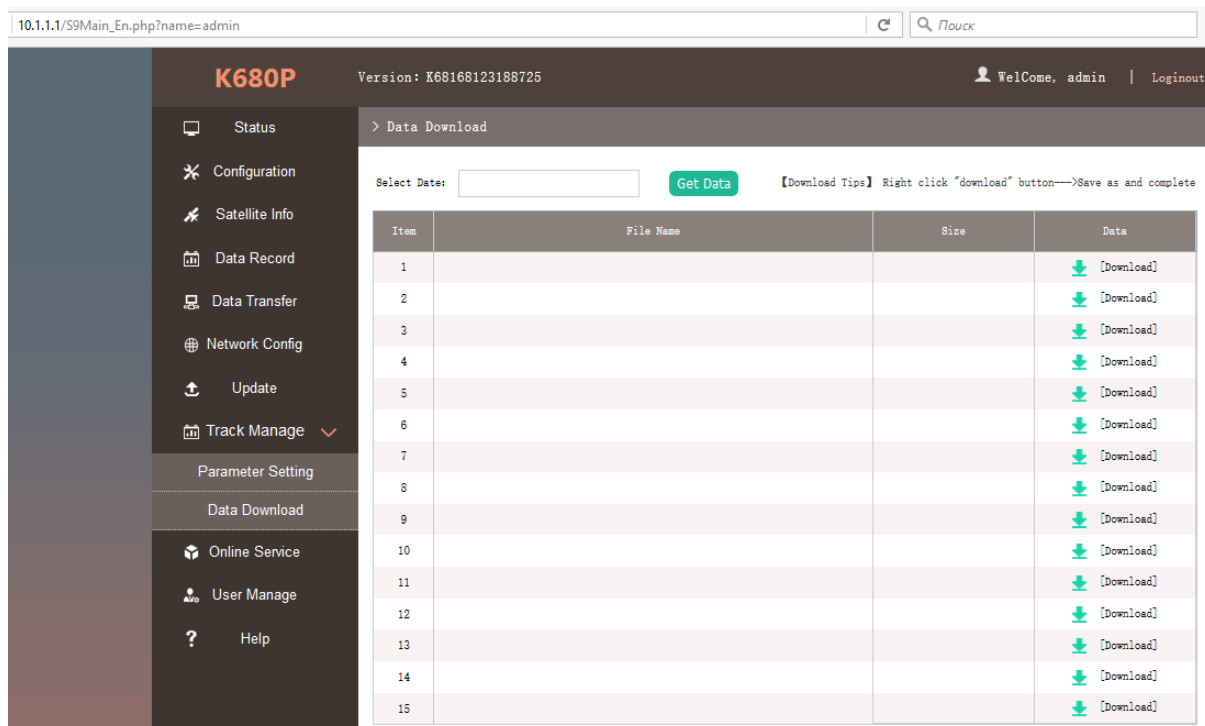 10.1.1.1/S9Main_En.php?name=admin
Поиск
K680P
Version: K68168123188725
WelCome, admin | Loginout
Status
Configuration
Satellite Info
Data Record
Data Transfer
Network Config
Update
Track Manage
Parameter Setting
Data Download
Online Service
User Manage
? Help
> Data Download
Select Date:
Get Data
【Download Tips】 Right click "download" button--->Save as and complete
Item File Name Size Data
1 [Download]
2 [Download]
3 [Download]
4 [Download]
5 [Download]
6 [Download]
7 [Download]
8 [Download]
9 [Download]
10 [Download]
11 [Download]
12 [Download]
13 [Download]
14 [Download]
15 [Download]